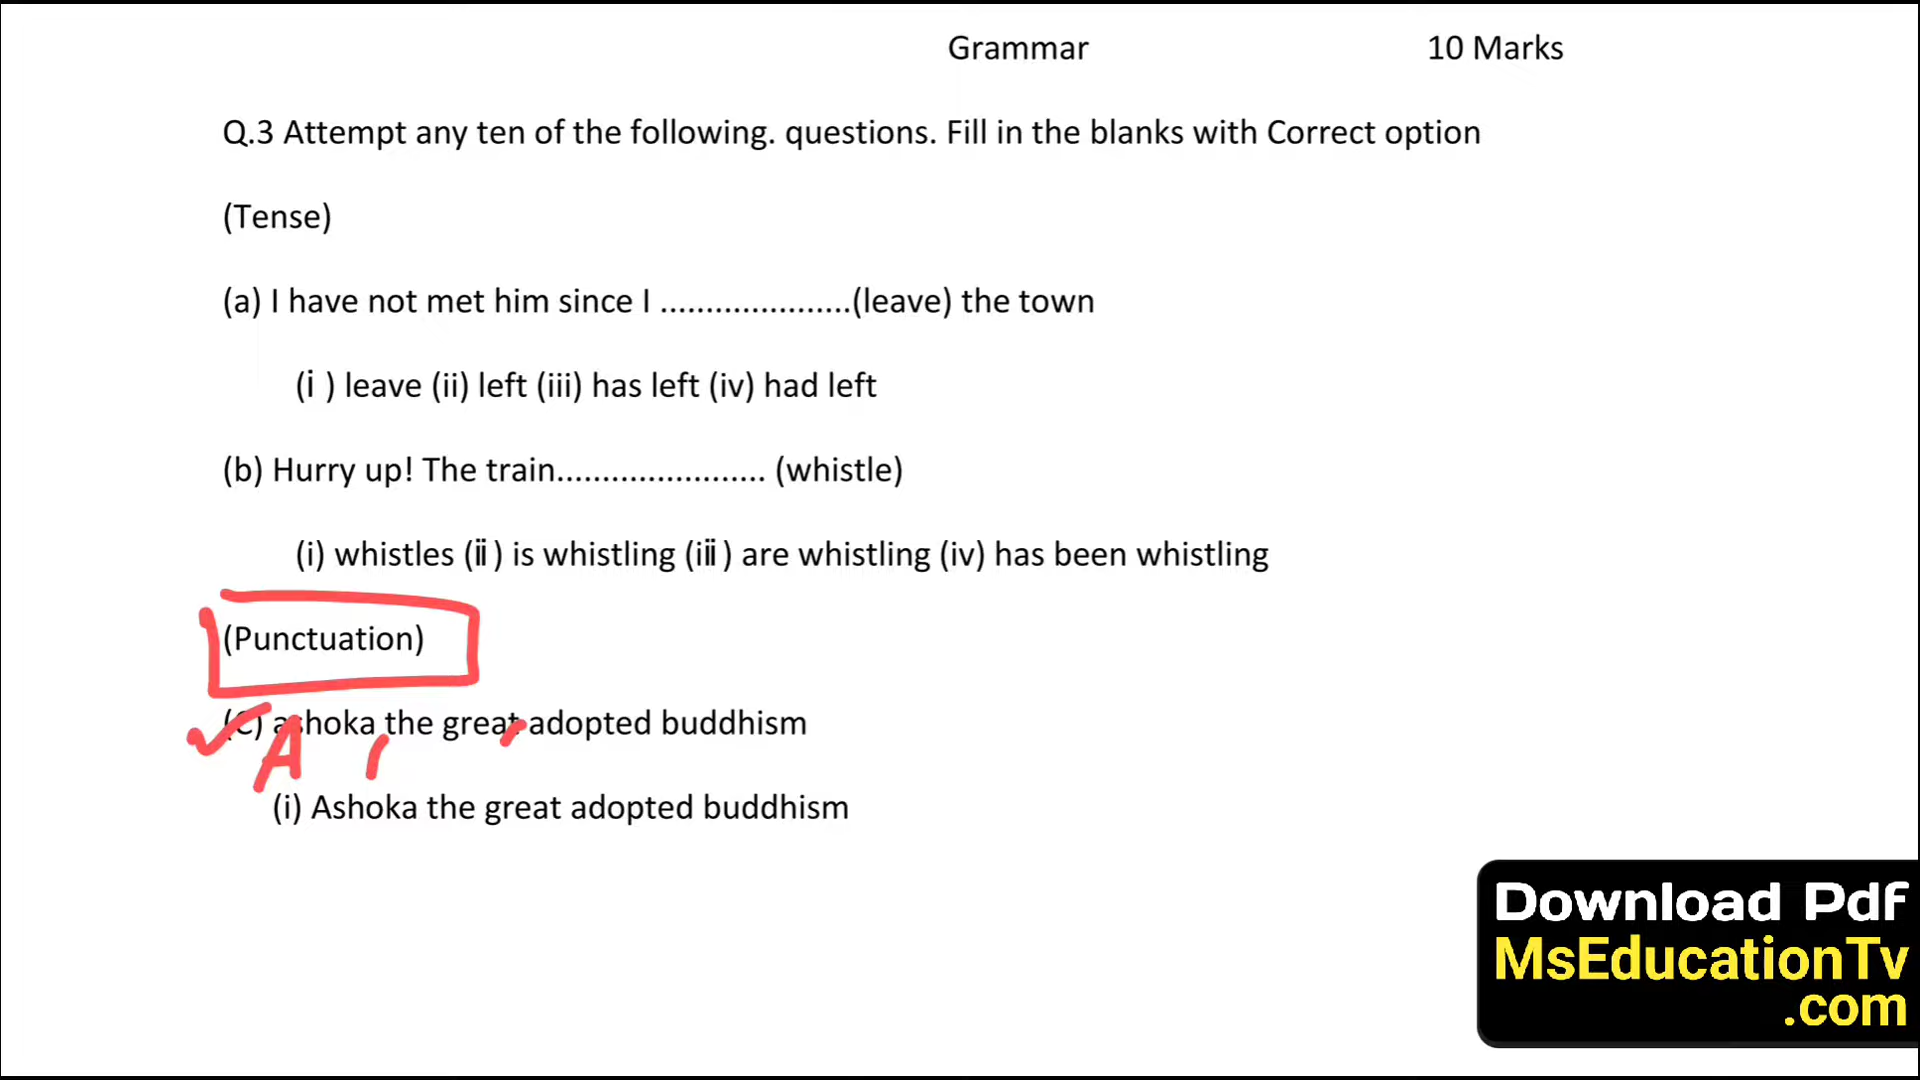 Grammar 10 Marks
Q.3 Attempt any ten of the following. questions. Fill in the blanks with Correct option
(Tense)
(a) I have not met him since I .....................(leave) the town
(i ) leave (ii) left (iii) has left (iv) had left
(b) Hurry up! The train....................... (whistle)
(i) whistles (ii ) is whistling (iii ) are whistling (iv) has been whistling
(Punctuation)
(C) ashoka the great adopted buddhism
A , ,
(i) Ashoka the great adopted buddhism
Download Pdf
MsEducationTv
.com